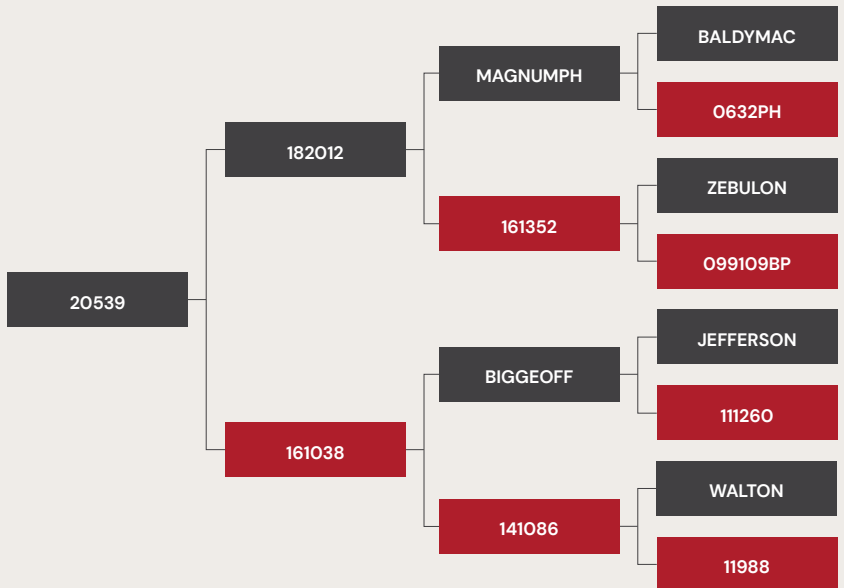 BALDYMAC
MAGNUMPH
0632PH
182012
ZEBULON
161352
099109BP
20539
JEFFERSON
BIGGEOFF
111260
161038
WALTON
141086
11988